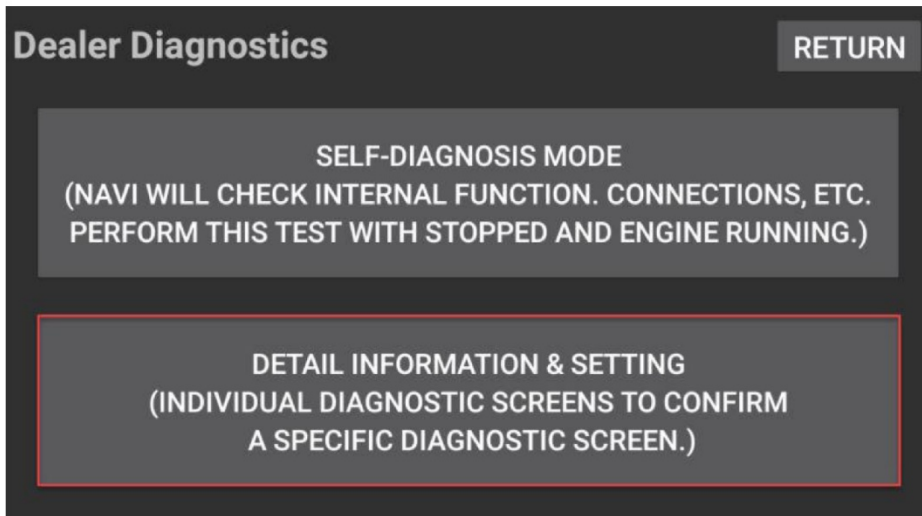 Dealer Diagnostics
RETURN
SELF-DIAGNOSIS MODE
(NAVI WILL CHECK INTERNAL FUNCTION. CONNECTIONS, ETC.
PERFORM THIS TEST WITH STOPPED AND ENGINE RUNNING.)
DETAIL INFORMATION & SETTING
(INDIVIDUAL DIAGNOSTIC SCREENS TO CONFIRM
A SPECIFIC DIAGNOSTIC SCREEN.)